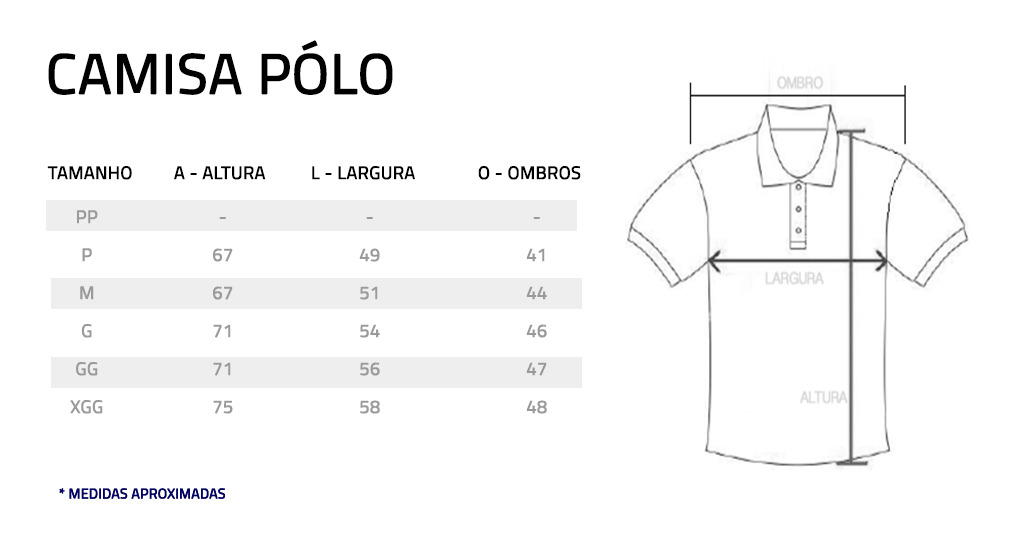 CAMISA PÓLO
TAMANHO A - ALTURA L - LARGURA O - OMBROS
PP - - -
P 67 49 41
M 67 51 44
G 71 54 46
GG 71 56 47
XGG 75 58 48
* MEDIDAS APROXIMADAS
OMBRO
LARGURA
ALTURA